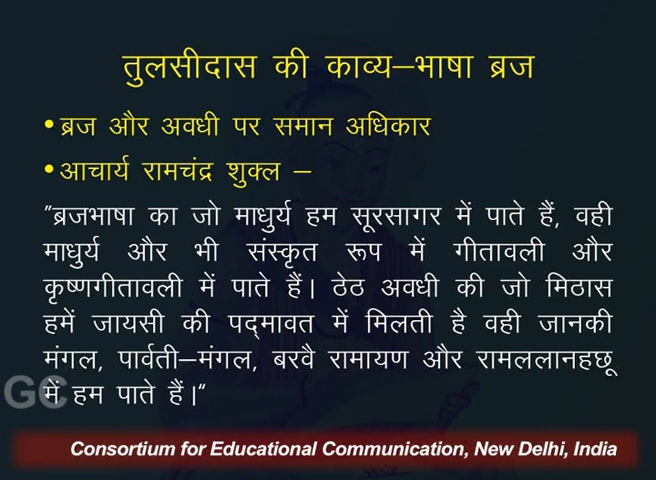 तुलसीदास की काव्य–भाषा ब्रज
•ब्रज और अवधी पर समान अधिकार
•आचार्य रामचंद्र शुक्ल –
"ब्रजभाषा का जो माधुर्य हम सूरसागर में पाते हैं, वही
माधुर्य और भी संस्कृत रूप में गीतावली और
कृष्णगीतावली में पाते हैं। ठेठ अवधी की जो मिठास
हमें जायसी की पद्मावत में मिलती है वही जानकी
मंगल, पार्वती–मंगल, बरवै रामायण और रामललानहछू
में हम पाते हैं।"
GC
Consortium for Educational Communication, New Delhi, India